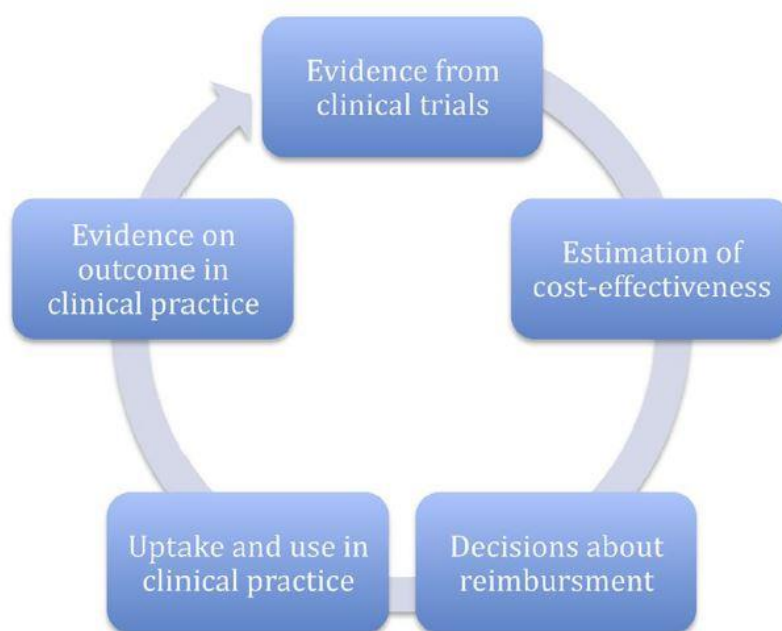 Evidence from
clinical trials
Estimation of
cost-effectiveness
Decisions about
reimbursment
Uptake and use in
clinical practice
Evidence on
outcome in
clinical practice